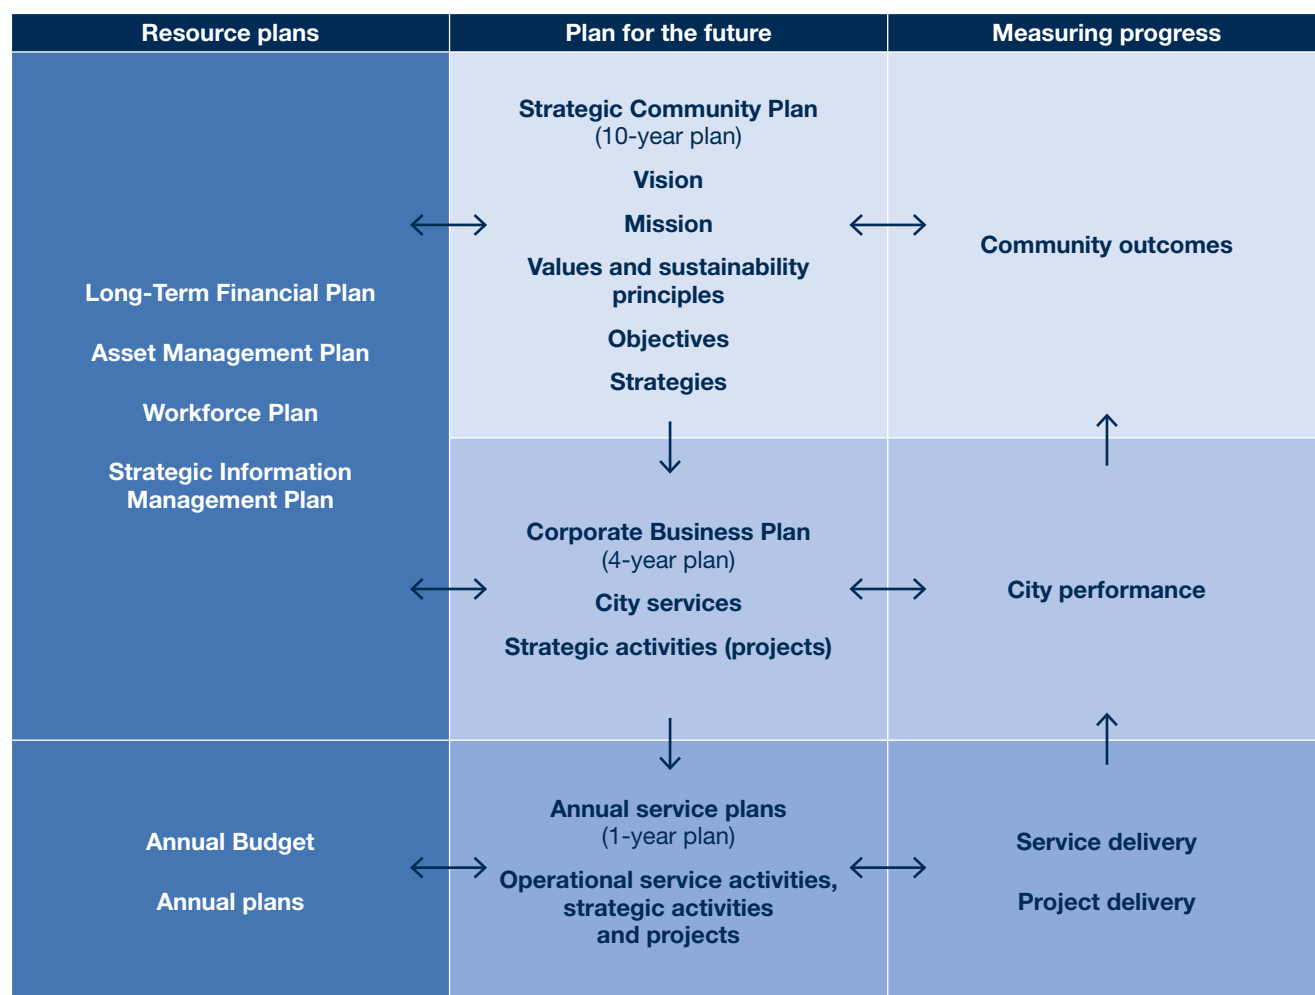 Resource plans
Plan for the future
Measuring progress
Long-Term Financial Plan
Asset Management Plan
Workforce Plan
Strategic Information
Management Plan
Strategic Community Plan
(10-year plan)
Vision
Mission
Values and sustainability
principles
Objectives
Strategies
Community outcomes
Corporate Business Plan
(4-year plan)
City services
Strategic activities (projects)
City performance
Annual Budget
Annual plans
Annual service plans
(1-year plan)
Operational service activities,
strategic activities
and projects
Service delivery
Project delivery